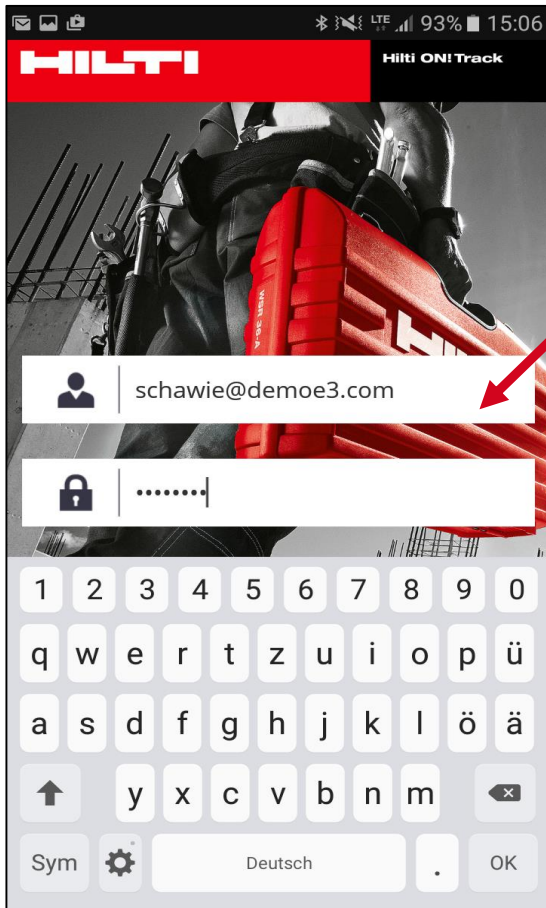 LTE 93% 15:06
HILTI
Hilti ON!Track
WSR 36-A
schawie@demoe3.com
••••••••
1 2 3 4 5 6 7 8 9 0
q w e r t z u i o p ü
a s d f g h j k l ö ä
y x c v b n m
Sym Deutsch . OK